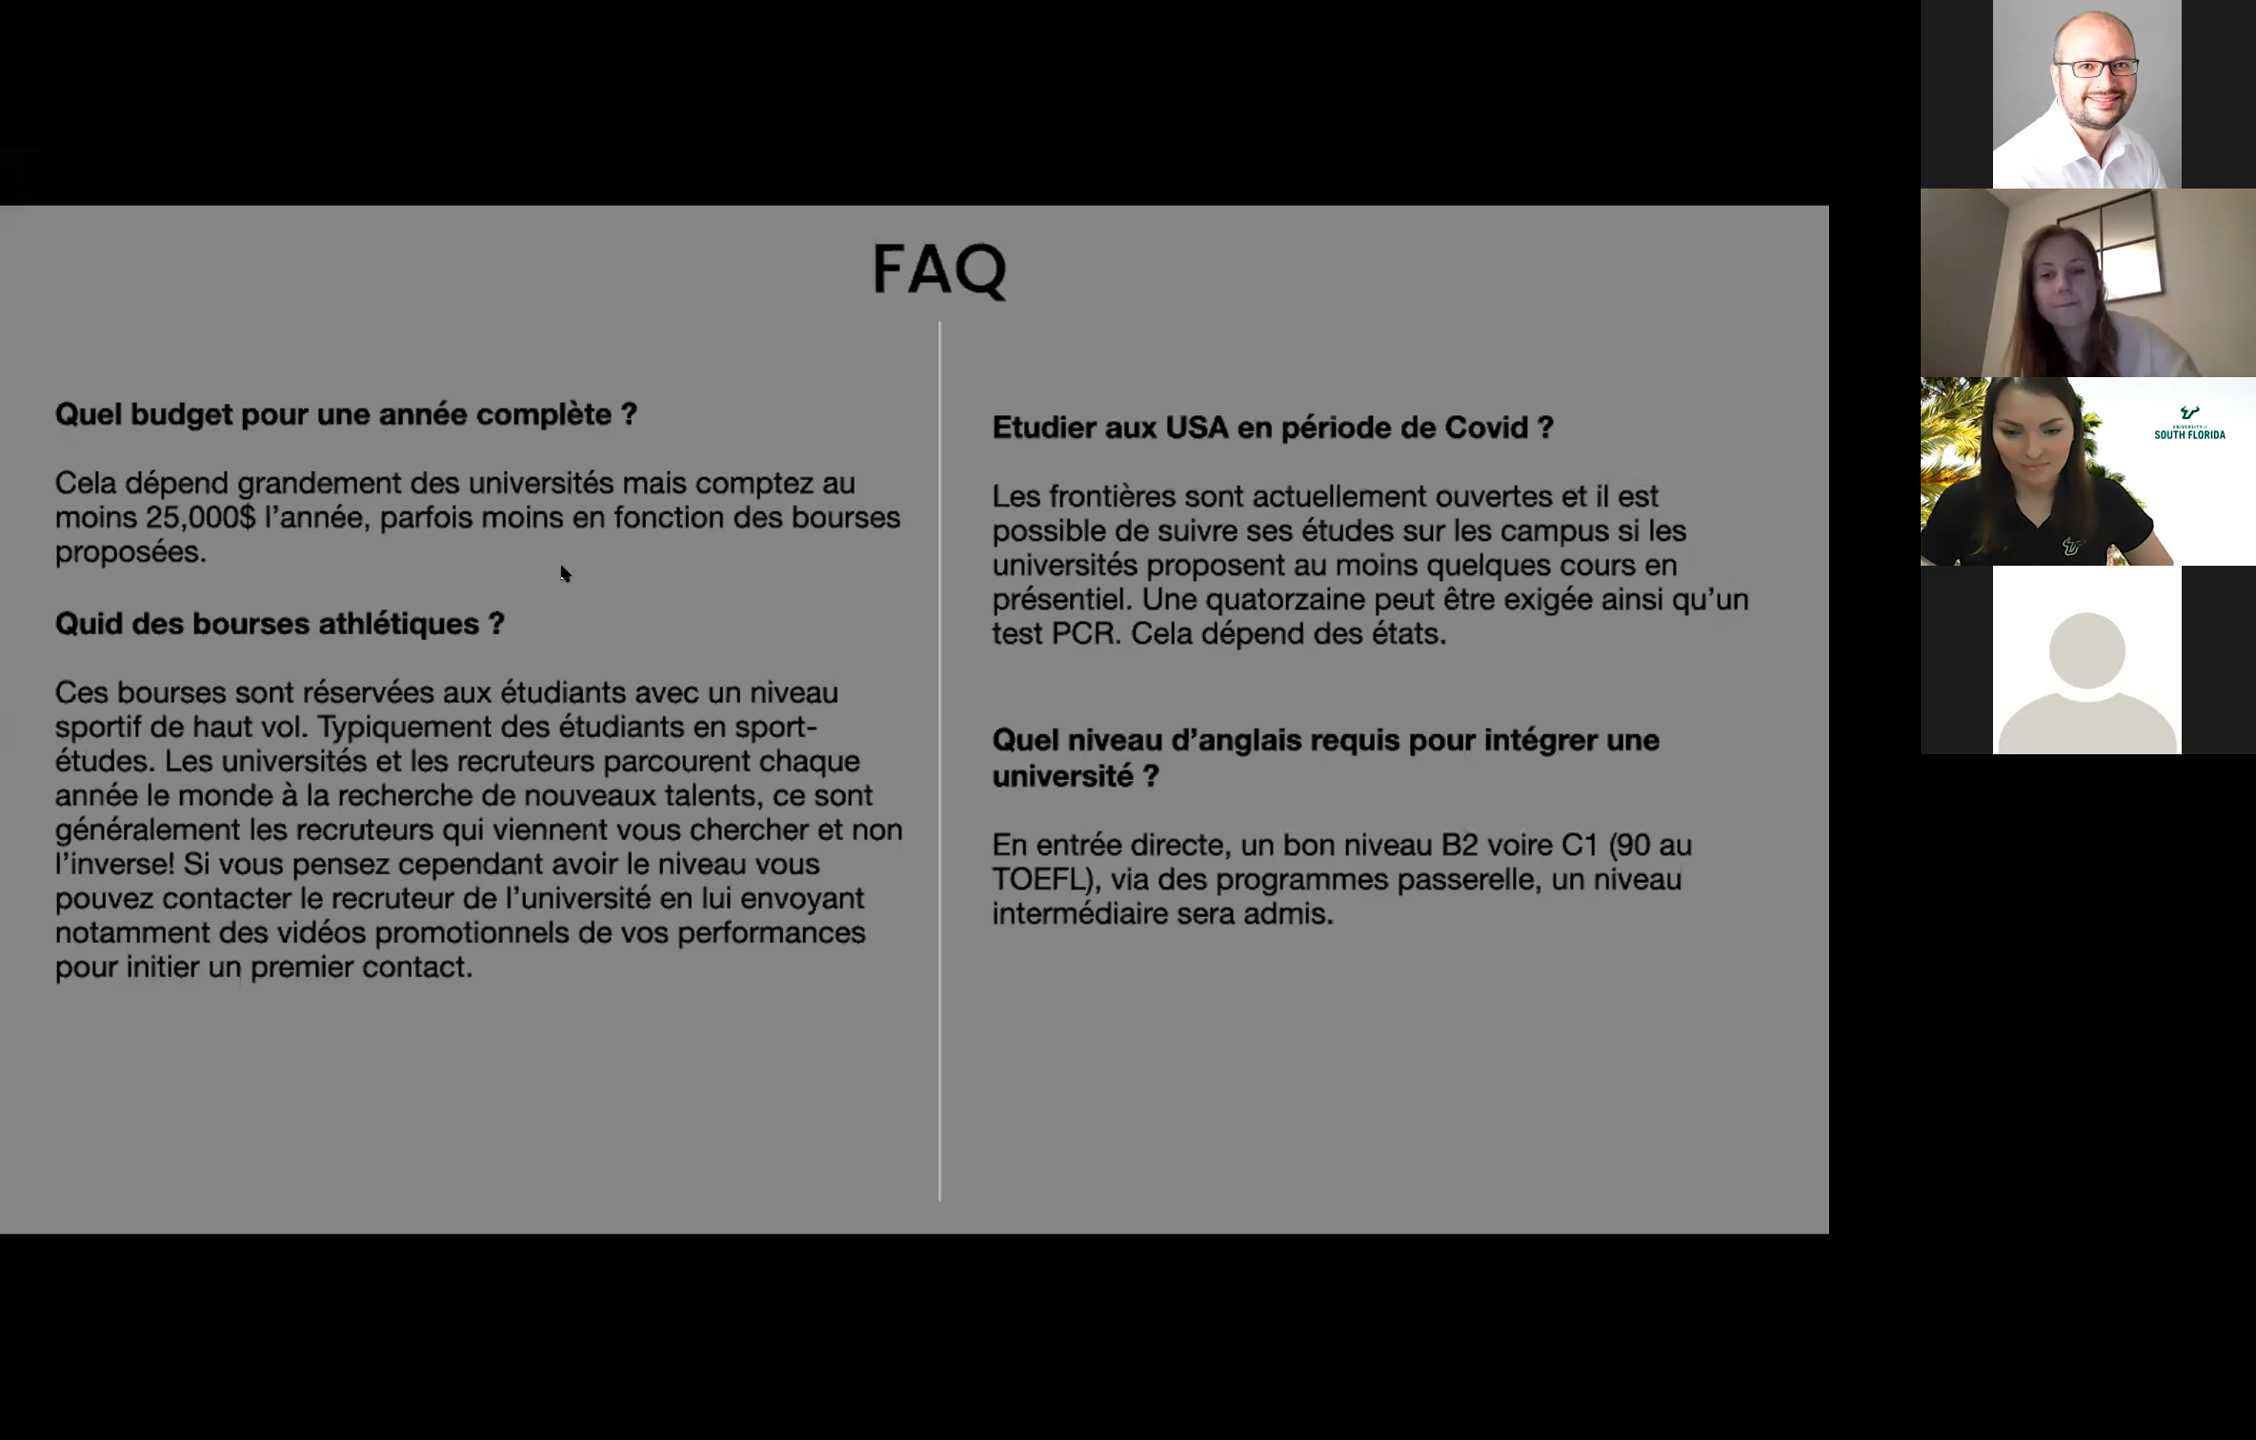 FAQ
Quel budget pour une année complète ?
Cela dépend grandement des universités mais comptez au
moins 25,000$ l’année, parfois moins en fonction des bourses
proposées.
Quid des bourses athlétiques ?
Ces bourses sont réservées aux étudiants avec un niveau
sportif de haut vol. Typiquement des étudiants en sport-
études. Les universités et les recruteurs parcourent chaque
année le monde à la recherche de nouveaux talents, ce sont
généralement les recruteurs qui viennent vous chercher et non
l’inverse! Si vous pensez cependant avoir le niveau vous
pouvez contacter le recruteur de l’université en lui envoyant
notamment des vidéos promotionnels de vos performances
pour initier un premier contact.
Etudier aux USA en période de Covid ?
Les frontières sont actuellement ouvertes et il est
possible de suivre ses études sur les campus si les
universités proposent au moins quelques cours en
présentiel. Une quatorzaine peut être exigée ainsi qu’un
test PCR. Cela dépend des états.
Quel niveau d’anglais requis pour intégrer une
université ?
En entrée directe, un bon niveau B2 voire C1 (90 au
TOEFL), via des programmes passerelle, un niveau
intermédiaire sera admis.
UNIVERSITY of
SOUTH FLORIDA